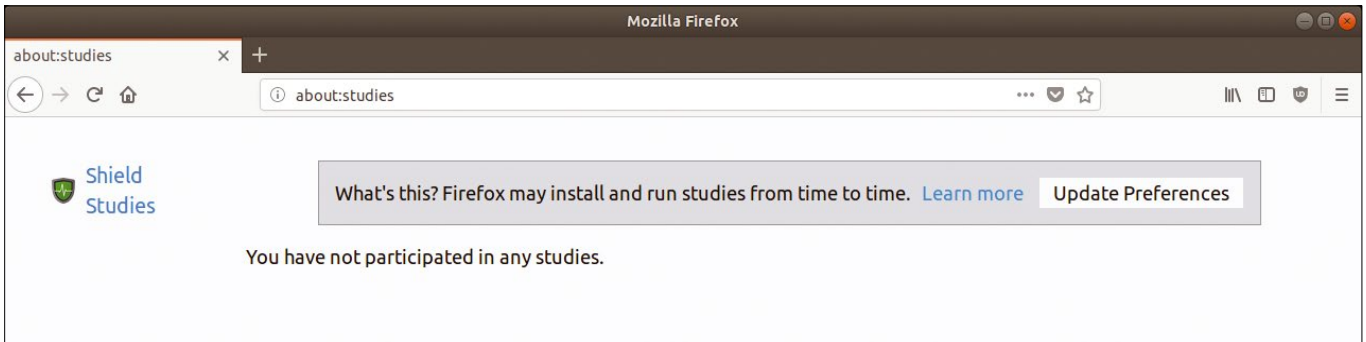 Mozilla Firefox
about:studies
about:studies
Shield
Studies
What's this? Firefox may install and run studies from time to time. Learn more Update Preferences
You have not participated in any studies.